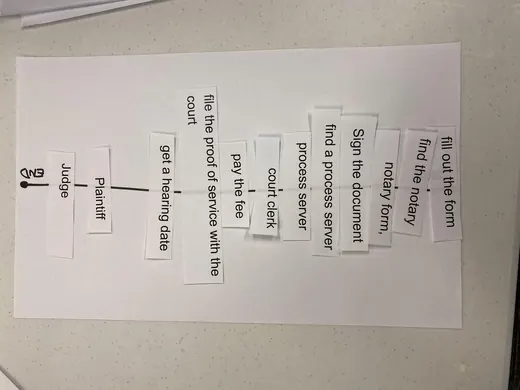 fill out the form
find the notary
notary form,
Sign the document
find a process server
process server
court clerk
pay the fee
file the proof of service with the
court
get a hearing date
Plaintiff
Judge